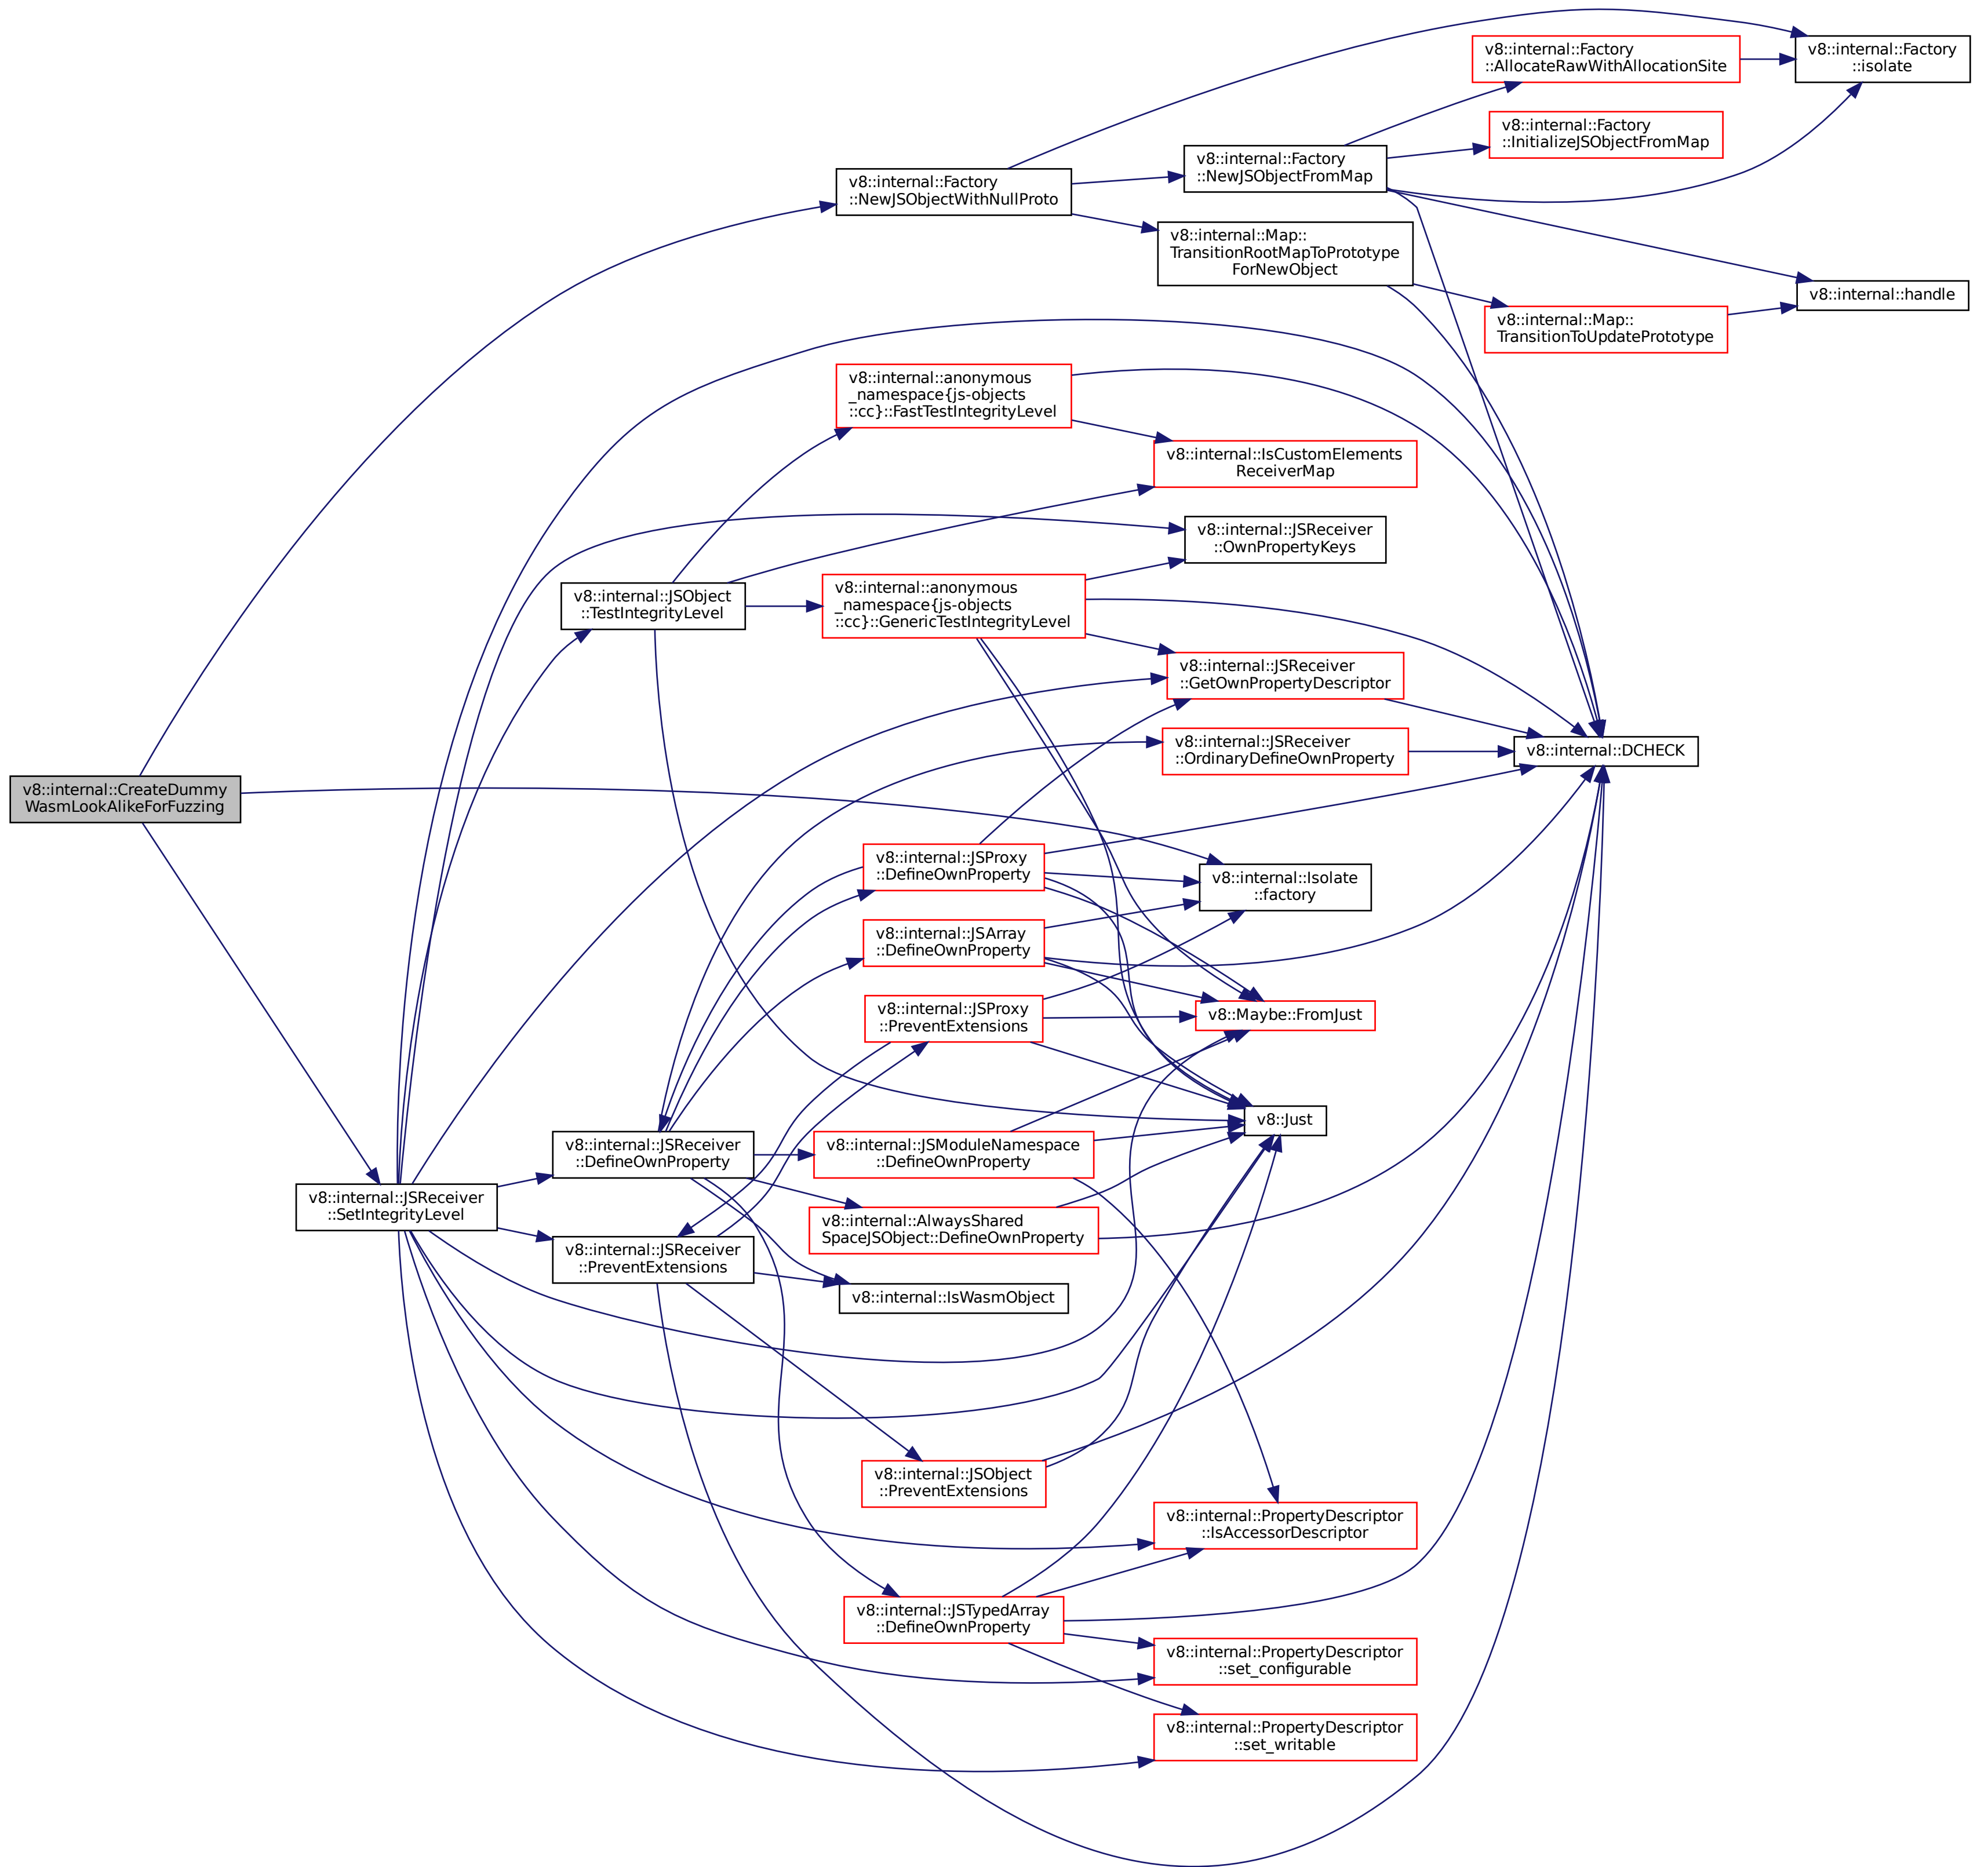 v8::internal::Factory
::AllocateRawWithAllocationSite
v8::internal::Factory
::isolate
v8::internal::Factory
::InitializeJSObjectFromMap
v8::internal::Factory
::NewJSObjectFromMap
v8::internal::Factory
::NewJSObjectWithNullProto
v8::internal::Map::
TransitionRootMapToPrototype
ForNewObject
v8::internal::handle
v8::internal::Map::
TransitionToUpdatePrototype
v8::internal::anonymous
_namespace{js-objects
::cc}::FastTestIntegrityLevel
v8::internal::IsCustomElements
ReceiverMap
v8::internal::JSReceiver
::OwnPropertyKeys
v8::internal::JSObject
::TestIntegrityLevel
v8::internal::anonymous
_namespace{js-objects
::cc}::GenericTestIntegrityLevel
v8::internal::JSReceiver
::GetOwnPropertyDescriptor
v8::internal::JSReceiver
::OrdinaryDefineOwnProperty
v8::internal::DCHECK
v8::internal::CreateDummy
WasmLookAlikeForFuzzing
v8::internal::JSProxy
::DefineOwnProperty
v8::internal::Isolate
::factory
v8::internal::JSArray
::DefineOwnProperty
v8::internal::JSProxy
::PreventExtensions
v8::Maybe::FromJust
v8::Just
v8::internal::JSReceiver
::DefineOwnProperty
v8::internal::JSModuleNamespace
::DefineOwnProperty
v8::internal::JSReceiver
::SetIntegrityLevel
v8::internal::AlwaysShared
SpaceJSObject::DefineOwnProperty
v8::internal::JSReceiver
::PreventExtensions
v8::internal::IsWasmObject
v8::internal::JSObject
::PreventExtensions
v8::internal::PropertyDescriptor
::IsAccessorDescriptor
v8::internal::JSTypedArray
::DefineOwnProperty
v8::internal::PropertyDescriptor
::set_configurable
v8::internal::PropertyDescriptor
::set_writable